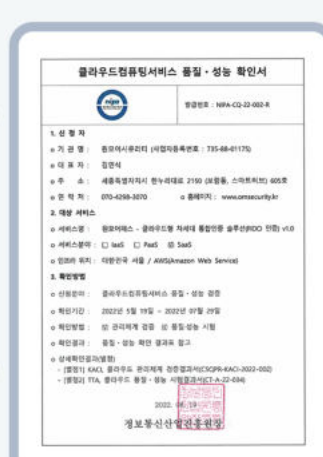 클라우드컴퓨팅서비스 품질·성능 확인서
nipa
발급번호 : NIPA-CQ-22-002-R
1. 신 청 자
o 기 관 명 : 원모어시큐리티 (사업자등록번호 : 735-88-01175)
o 대 표 자 : 김연식
o 주 소 : 세종특별자치시 한누리대로 2150 (보람동, 스마트허브) 605호
o 연 락 처 : 070-4298-3070 o 홈페이지 : www.omsecurity.kr
2. 대상 서비스
o 서비스명 : 원모어패스 - 클라우드형 차세대 통합인증 솔루션(FIDO 인증) v1.0
o 서비스분야 : □ IaaS □ PaaS ☑ SaaS
o 인프라 위치 : 대한민국 서울 / AWS(Amazon Web Service)
3. 확인방법
o 신청분야 : 클라우드컴퓨팅서비스 품질·성능 검증
o 확인기간 : 2022년 5월 19일 ~ 2022년 07월 29일
o 확인방법 : ☑ 관리체계 검증 ☑ 품질·성능 시험
o 확인결과 : 품질·성능 확인 결과표 참고
o 상세확인결과(별첨)
- [별첨1] KACI, 클라우드 관리체계 검증결과서(CSQPR-KACI-2022-002)
- [별첨2] TTA, 클라우드 품질·성능 시험결과서(CT-A-22-034)
2022.
정보통신산업진흥원장